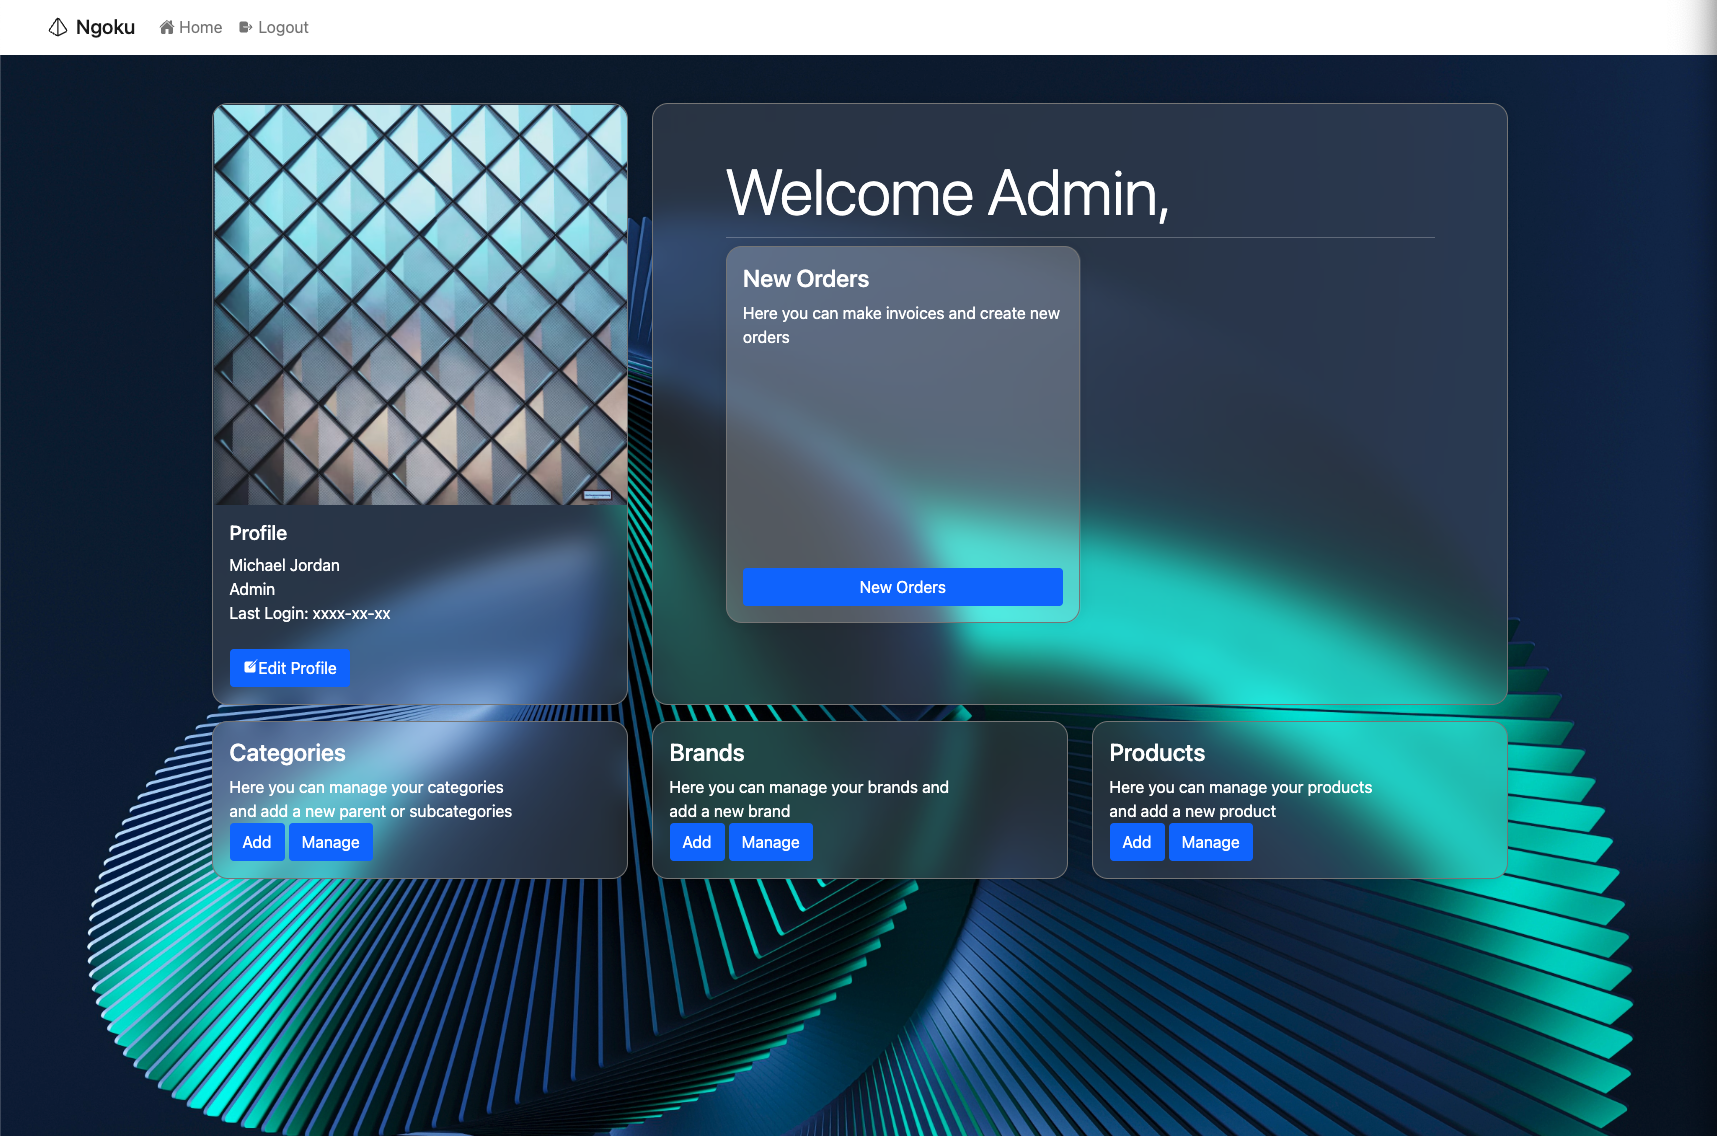 Ngoku
Home
Logout
Welcome Admin,
New Orders
Here you can make invoices and create new
orders
New Orders
Profile
Michael Jordan
Admin
Last Login: xxxx-xx-xx
Edit Profile
Categories
Here you can manage your categories
and add a new parent or subcategories
Add
Manage
Brands
Here you can manage your brands and
add a new brand
Add
Manage
Products
Here you can manage your products
and add a new product
Add
Manage